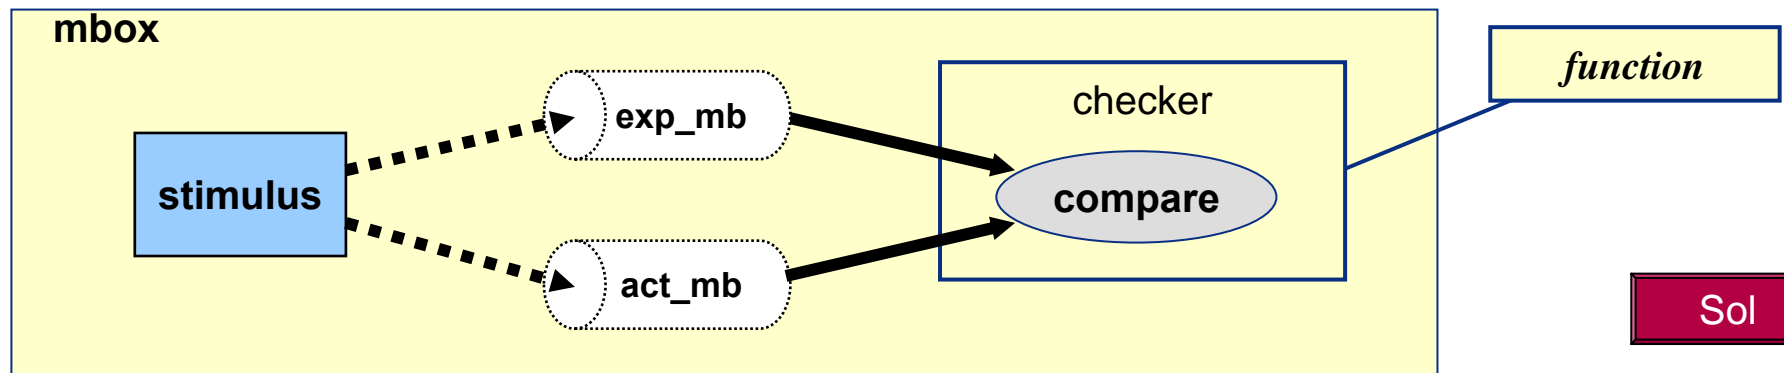 mbox
function
exp_mb
checker
stimulus
compare
act_mb
Sol